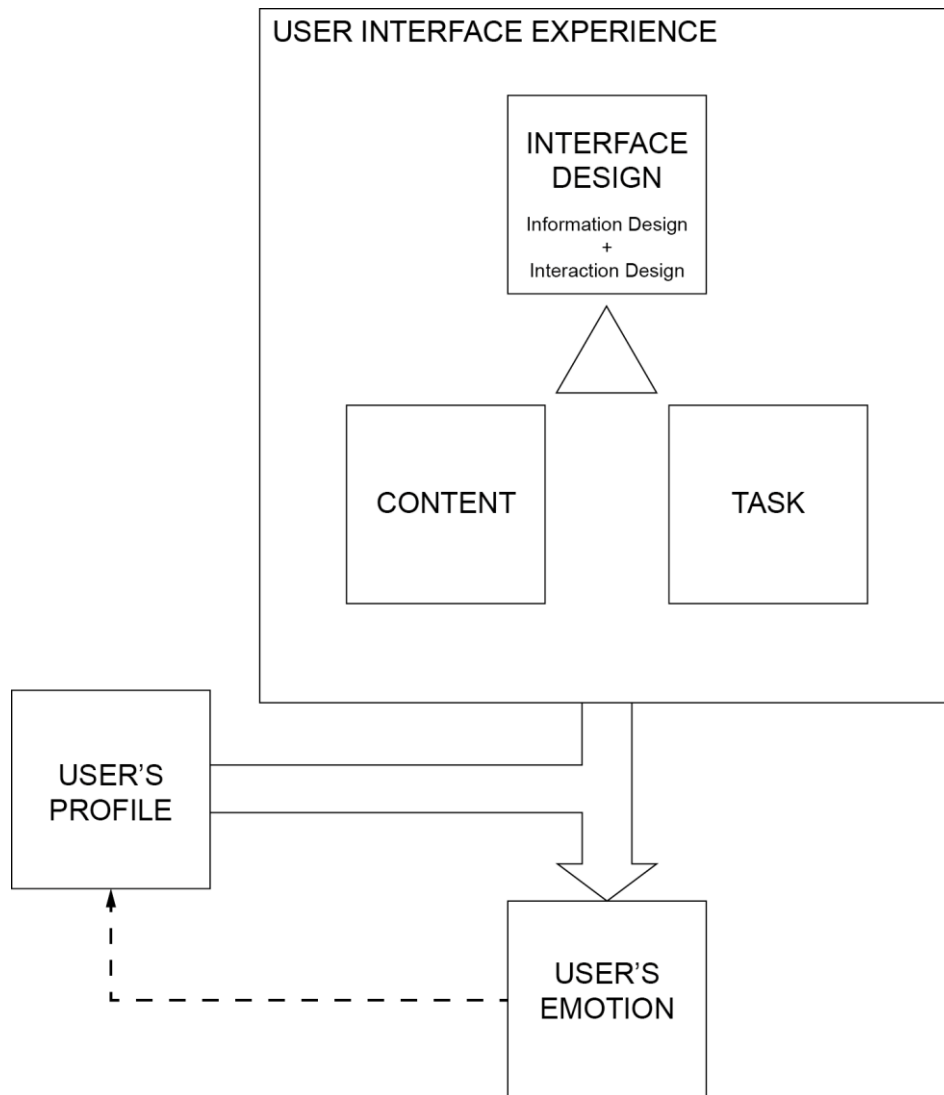 USER INTERFACE EXPERIENCE
INTERFACE
DESIGN
Information Design
+
Interaction Design
CONTENT
TASK
USER’S
PROFILE
USER’S
EMOTION